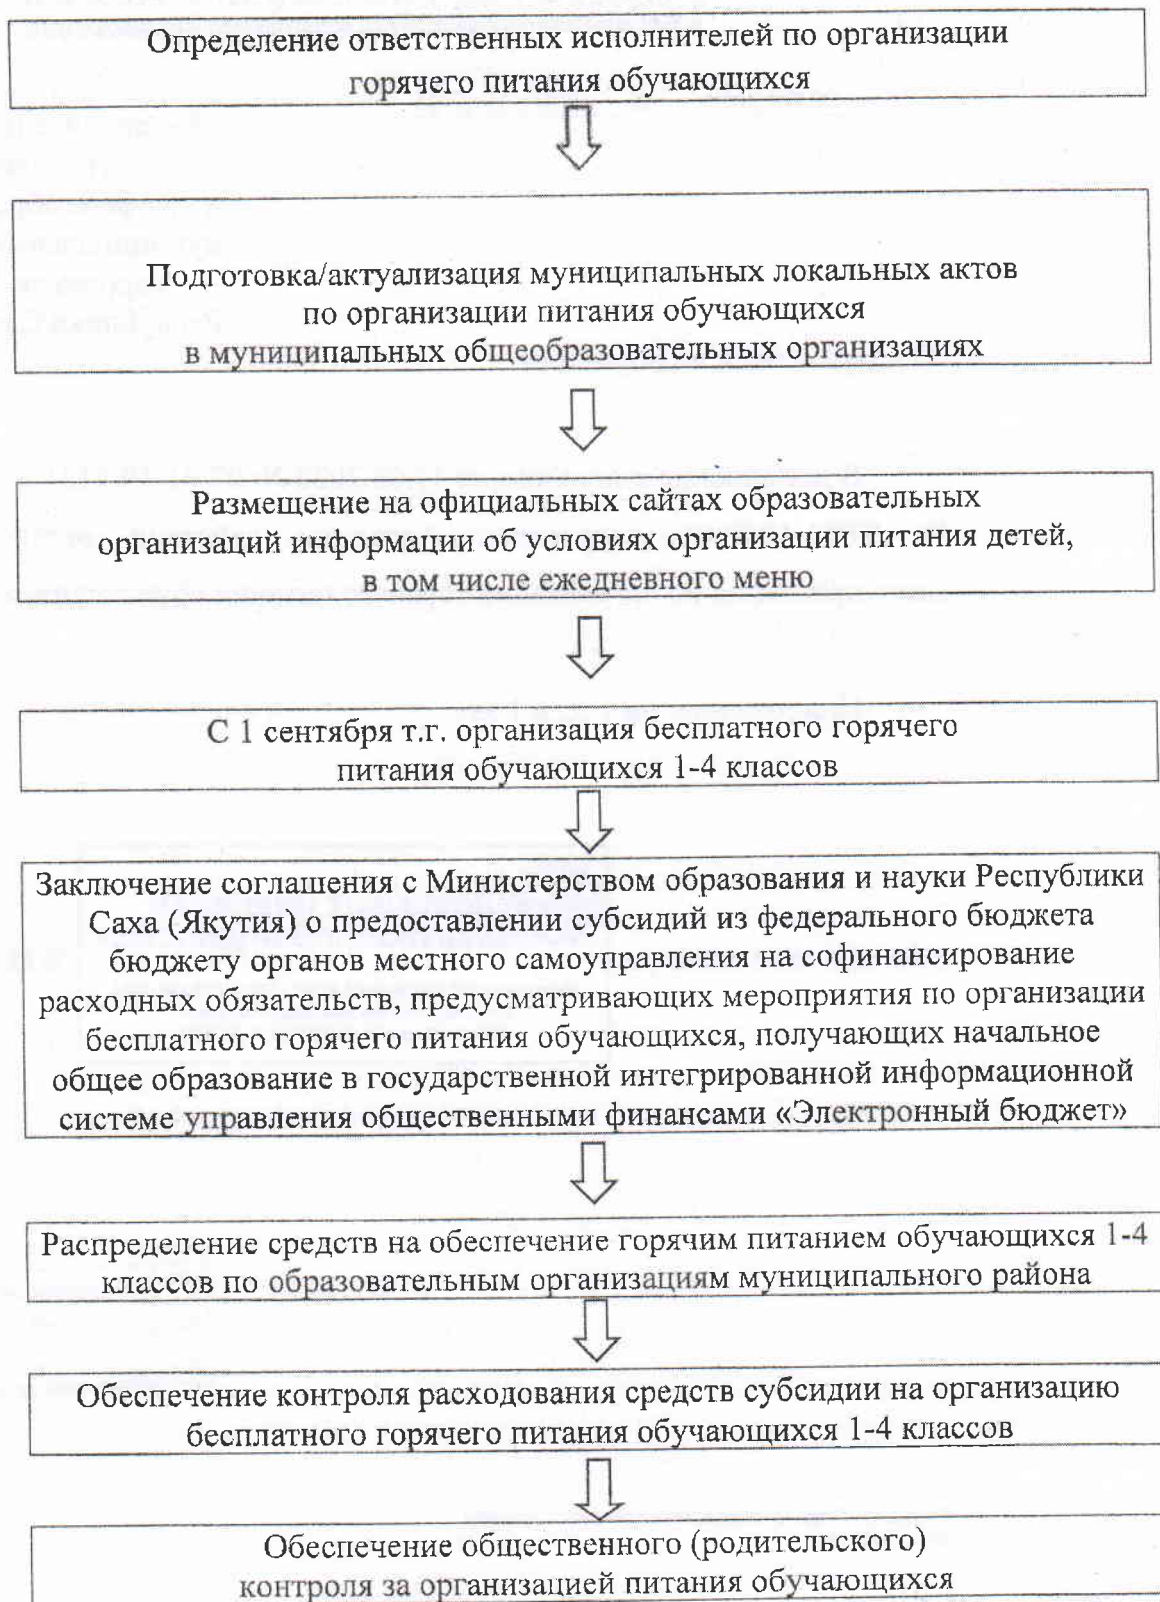 Определение ответственных исполнителей по организации
горячего питания обучающихся
Подготовка/актуализация муниципальных локальных актов
по организации питания обучающихся
в муниципальных общеобразовательных организациях
Размещение на официальных сайтах образовательных
организаций информации об условиях организации питания детей,
в том числе ежедневного меню
С 1 сентября т.г. организация бесплатного горячего
питания обучающихся 1-4 классов
Заключение соглашения с Министерством образования и науки Республики
Саха (Якутия) о предоставлении субсидий из федерального бюджета
бюджету органов местного самоуправления на софинансирование
расходных обязательств, предусматривающих мероприятия по организации
бесплатного горячего питания обучающихся, получающих начальное
общее образование в государственной интегрированной информационной
системе управления общественными финансами «Электронный бюджет»
Распределение средств на обеспечение горячим питанием обучающихся 1-4
классов по образовательным организациям муниципального района
Обеспечение контроля расходования средств субсидии на организацию
бесплатного горячего питания обучающихся 1-4 классов
Обеспечение общественного (родительского)
контроля за организацией питания обучающихся